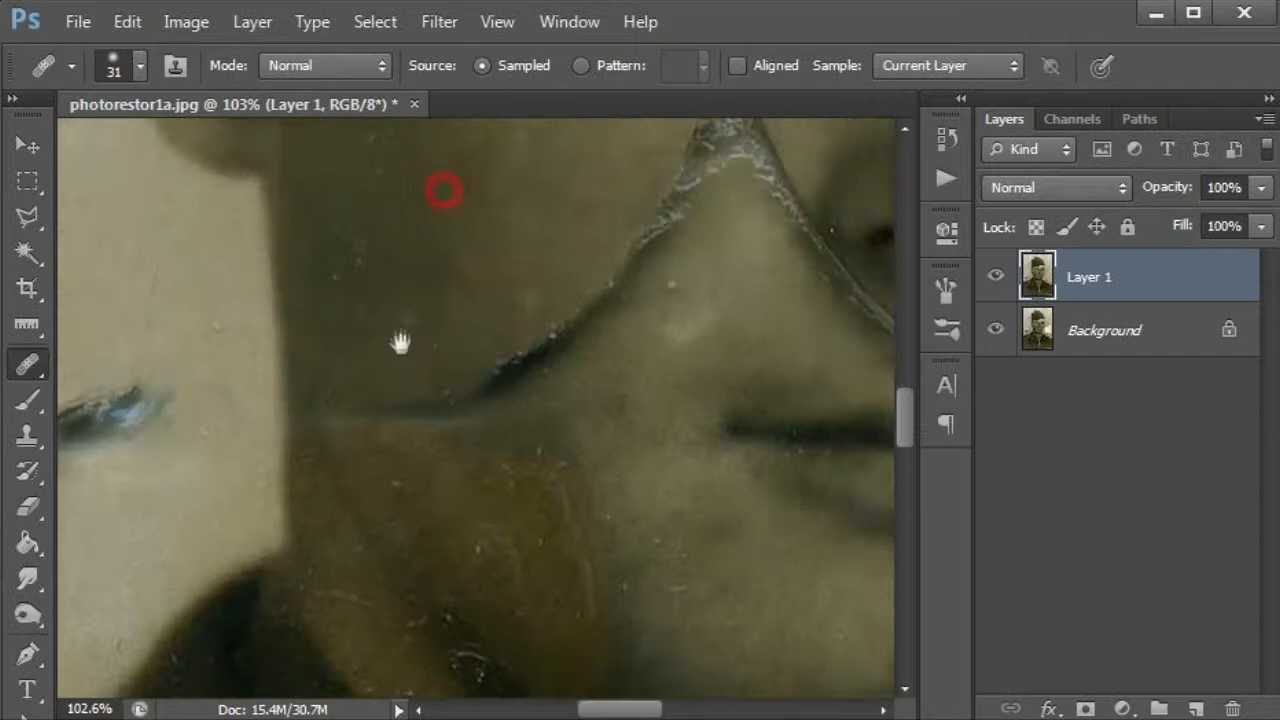 Ps File Edit Image Layer Select Filter Type View Window Help
31 Mode: Normal Source: Sampled Pattern: Aligned Sample: Current Layer
photorestor1a.jpg @ 103% (Layer 1, RGB/8*) * ×
Layers Channels Paths
Kind
Normal Opacity: 100%
Lock: Fill: 100%
Layer 1
Background
A
T
102.6% Doc: 15.4M/30.7M